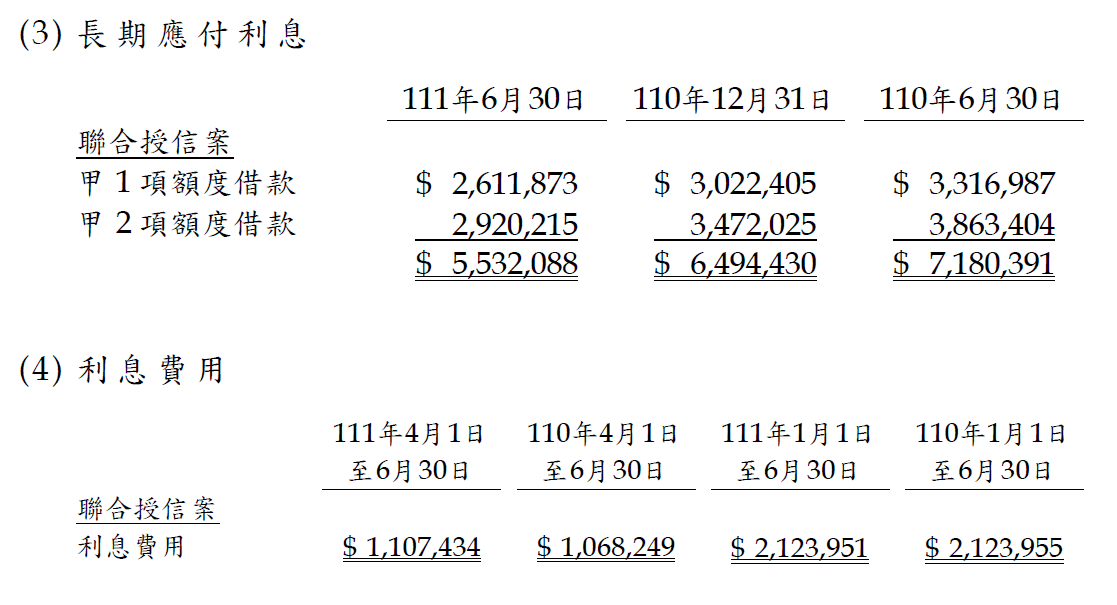 (3) 長期應付利息
111年6月30日 110年12月31日 110年6月30日
聯合授信案
甲1項額度借款 $ 2,611,873 $ 3,022,405 $ 3,316,987
甲2項額度借款 2,920,215 3,472,025 3,863,404
$ 5,532,088 $ 6,494,430 $ 7,180,391
(4) 利息費用
111年4月1日 110年4月1日 111年1月1日 110年1月1日
至6月30日 至6月30日 至6月30日 至6月30日
聯合授信案
利息費用 $ 1,107,434 $ 1,068,249 $ 2,123,951 $ 2,123,955